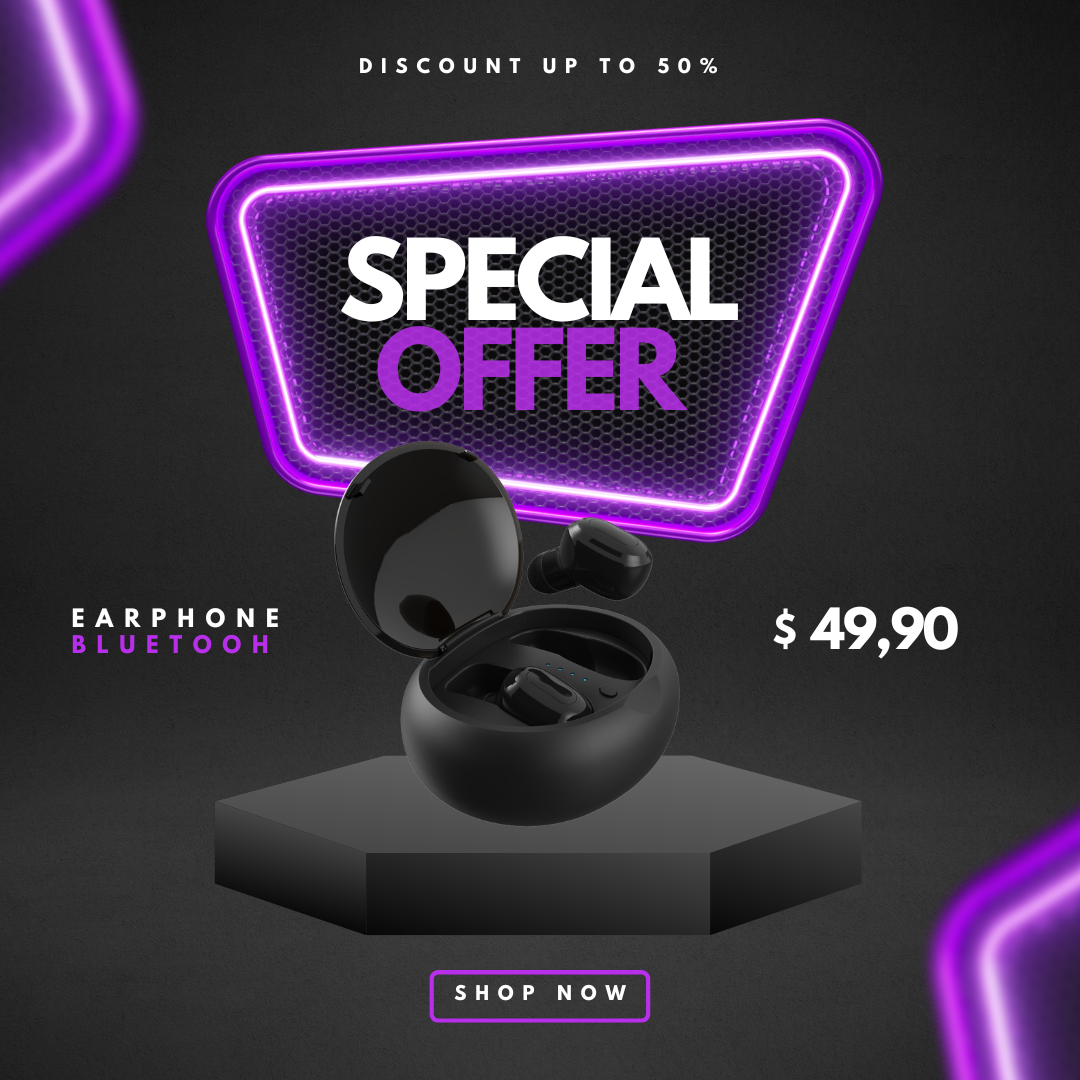 DISCOUNT UP TO 50%
SPECIAL
OFFER
EARPHONE
BLUETOOH
$ 49,90
SHOP NOW